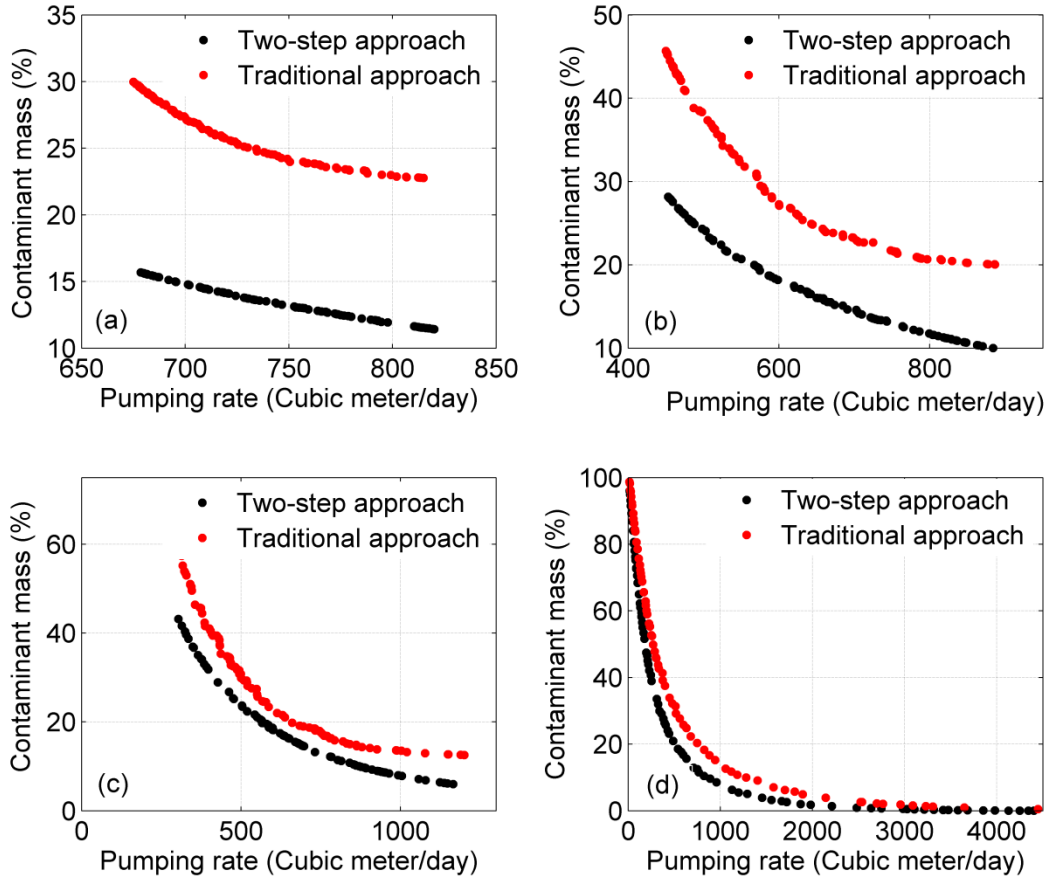 35
30
25
20
15
10
Contaminant mass (%)
Two-step approach
Traditional approach
(a)
650 700 750 800 850
Pumping rate (Cubic meter/day)
50
40
30
20
10
Contaminant mass (%)
Two-step approach
Traditional approach
(b)
400 600 800
Pumping rate (Cubic meter/day)
60
40
20
0
Contaminant mass (%)
Two-step approach
Traditional approach
(c)
0 500 1000
Pumping rate (Cubic meter/day)
100
80
60
40
20
0
Contaminant mass (%)
Two-step approach
Traditional approach
(d)
0 1000 2000 3000 4000
Pumping rate (Cubic meter/day)